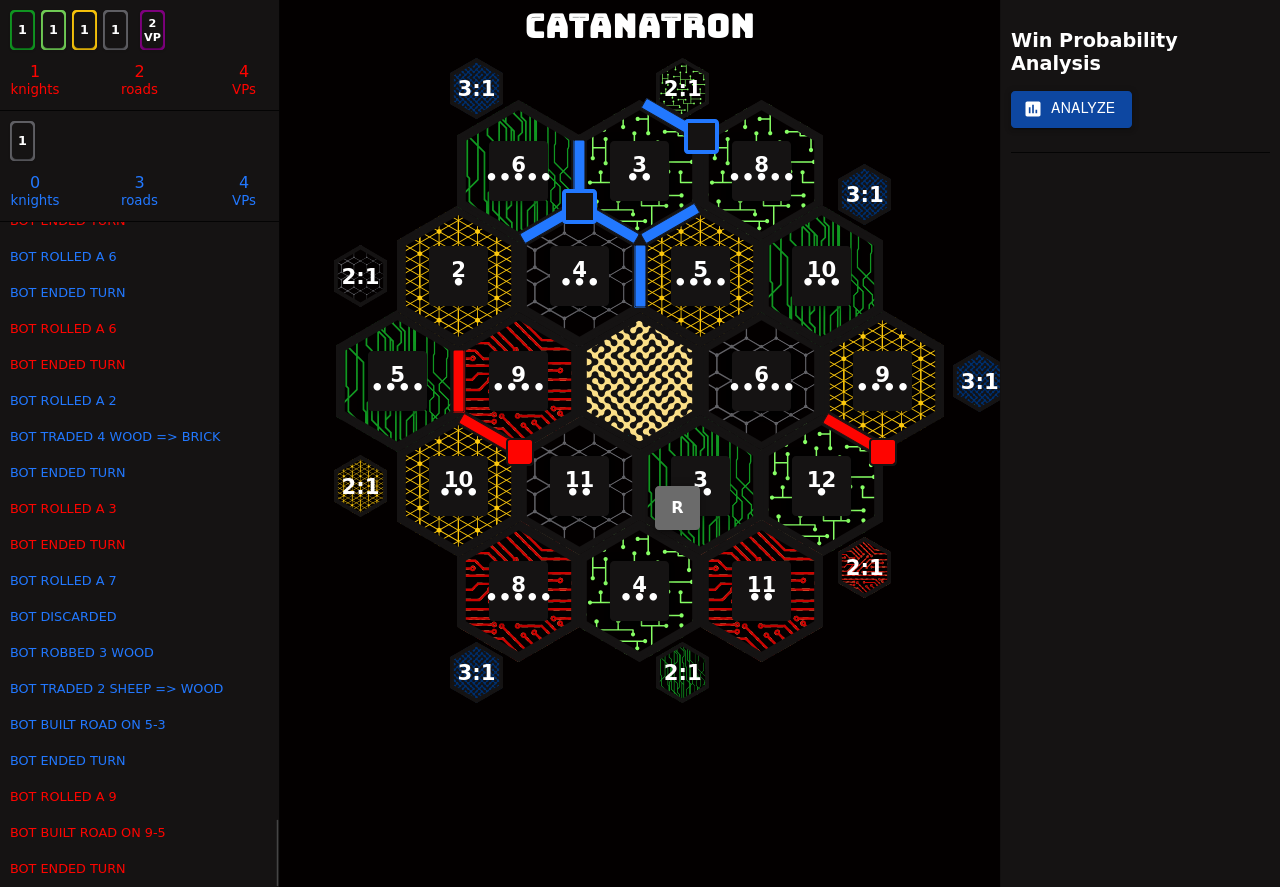 1 1 1 1 2 VP
1 2 4
knights roads VPs
1
0 3 4
knights roads VPs
BOT ENDED TURN
BOT ROLLED A 6
BOT ENDED TURN
BOT ROLLED A 6
BOT ENDED TURN
BOT ROLLED A 2
BOT TRADED 4 WOOD => BRICK
BOT ENDED TURN
BOT ROLLED A 3
BOT ENDED TURN
BOT ROLLED A 7
BOT DISCARDED
BOT ROBBED 3 WOOD
BOT TRADED 2 SHEEP => WOOD
BOT BUILT ROAD ON 5-3
BOT ENDED TURN
BOT ROLLED A 9
BOT BUILT ROAD ON 9-5
BOT ENDED TURN
CATANATRON
3:1 2:1
6 3 8
3:1
2:1 2 4 5 10
5 9 6 9 3:1
2:1 10 11 3 12
R
2:1
8 4 11
3:1 2:1
Win Probability
Analysis
ANALYZE